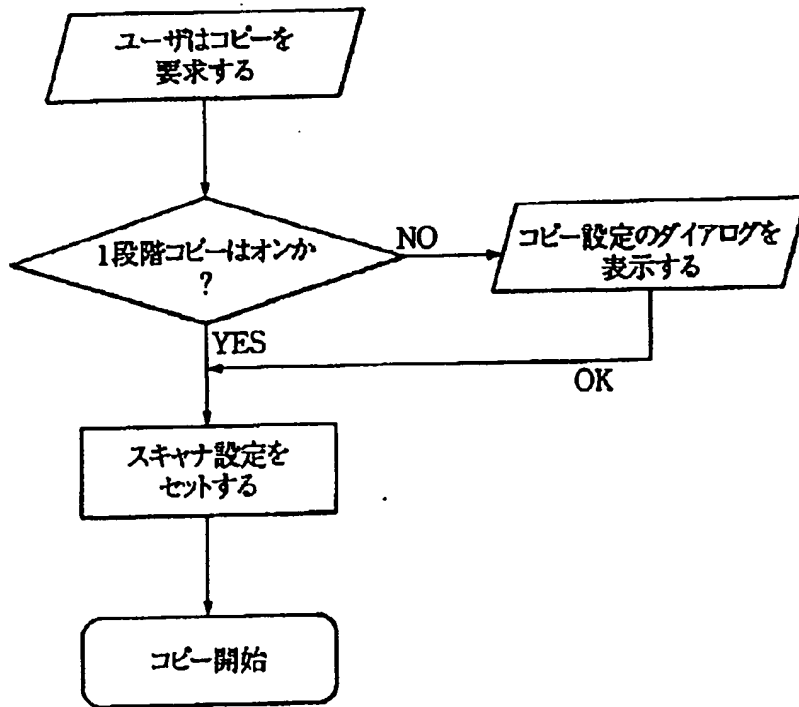 ユーザはコピーを
要求する
1段階コピーはオンか
?
NO
コピー設定のダイアログを
表示する
YES
OK
スキャナ設定を
セットする
コピー開始